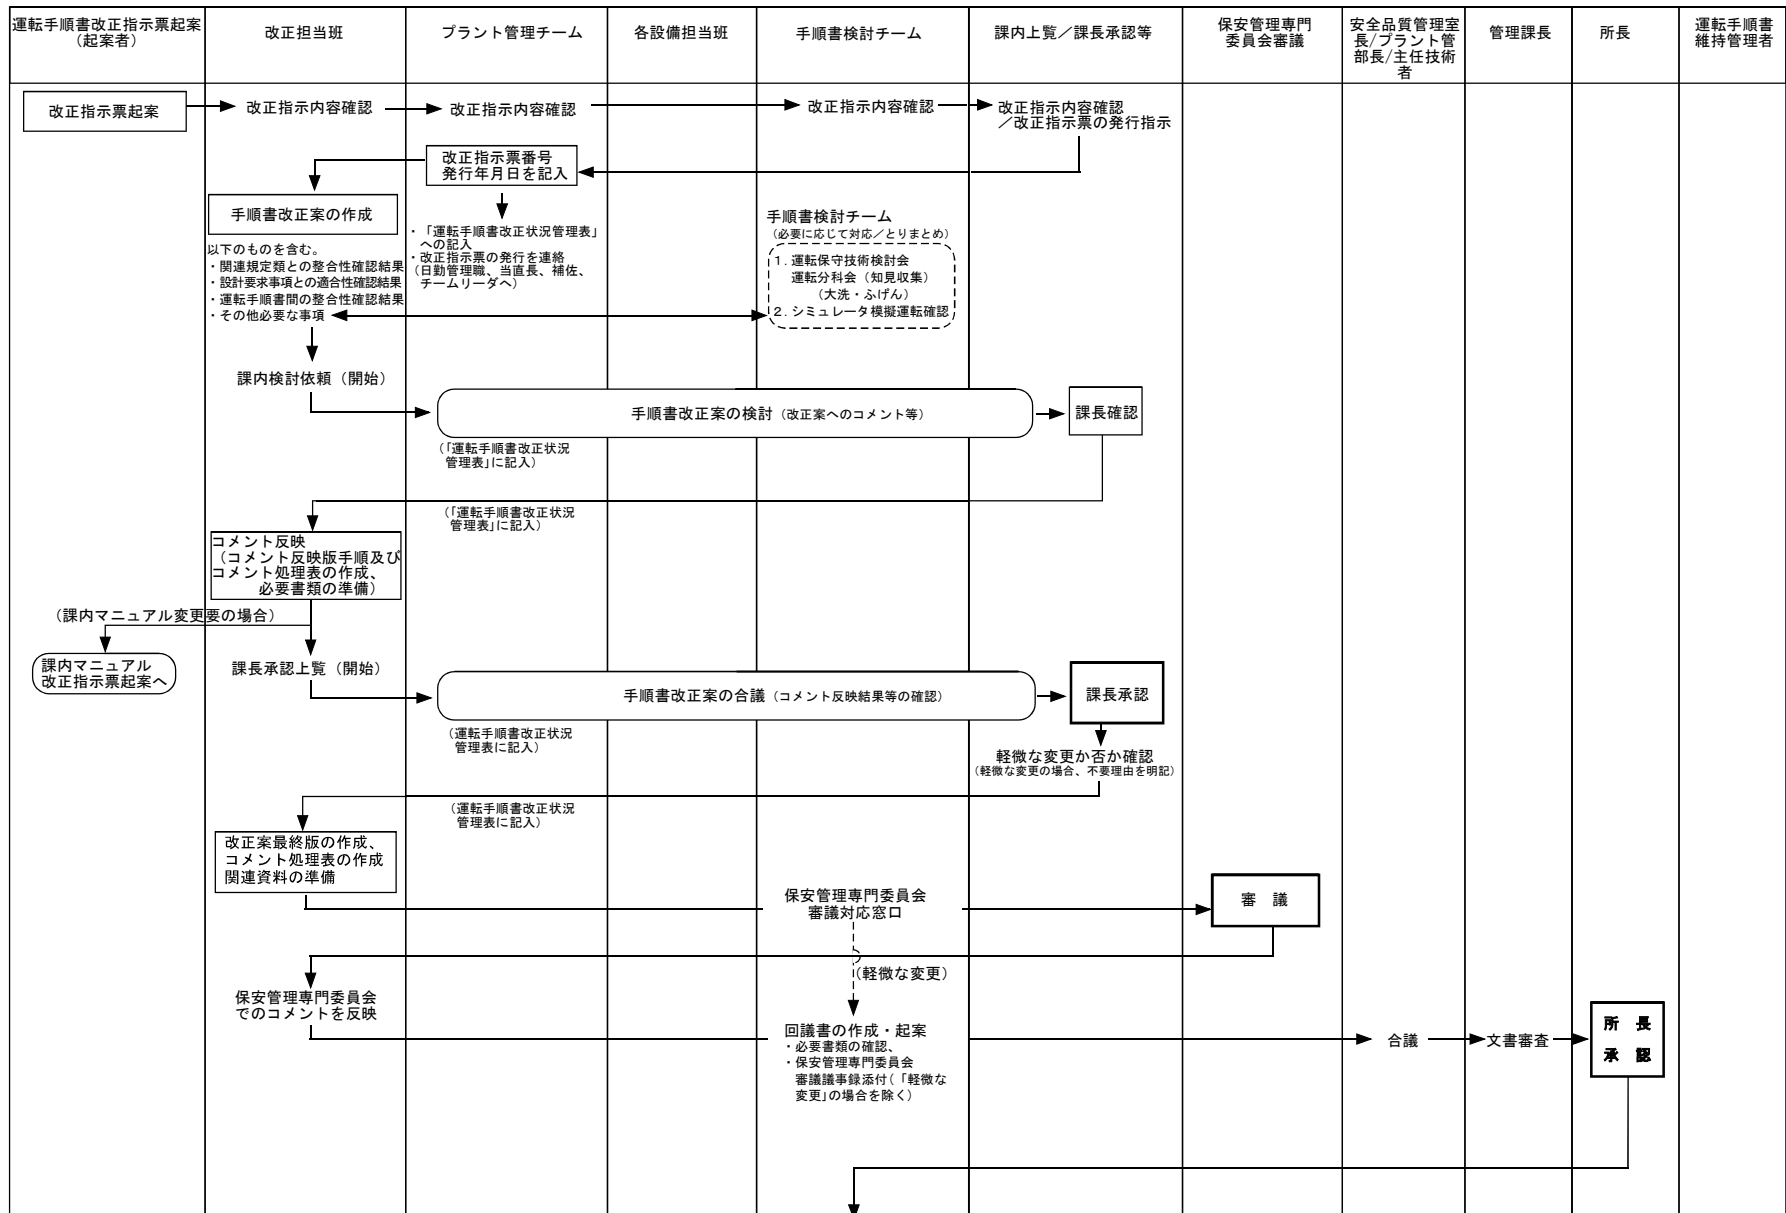 運転手順書改正指示票起案
（起案者）
改正担当班
プラント管理チーム
各設備担当班
手順書検討チーム
課内上覧／課長承認等
保安管理専門
委員会審議
安全品質管理室
長/プラント管
部長/主任技術
者
管理課長
所長
運転手順書
維持管理者
改正指示票起案
改正指示内容確認
改正指示内容確認
改正指示内容確認
改正指示内容確認
／改正指示票の発行指示
改正指示票番号
発行年月日を記入
手順書改正案の作成
以下のものを含む。
・関連規定類との整合性確認結果
・設計要求事項との適合性確認結果
・運転手順書間の整合性確認結果
・その他必要な事項
・「運転手順書改正状況管理表」
への記入
・改正指示票の発行を連絡
（日勤管理職、当直長、補佐、
チームリーダへ）
手順書検討チーム
（必要に応じて対応／とりまとめ）
1. 運転保守技術検討会
運転分科会（知見収集）
（大洗・ふげん）
2. シミュレータ模擬運転確認
課内検討依頼（開始）
手順書改正案の検討（改正案へのコメント等）
課長確認
（｢運転手順書改正状況
管理表｣に記入）
（｢運転手順書改正状況
管理表｣に記入）
コメント反映
（コメント反映版手順及び
コメント処理表の作成、
必要書類の準備）
（課内マニュアル変更要の場合）
課内マニュアル
改正指示票起案へ
課長承認上覧（開始）
手順書改正案の合議（コメント反映結果等の確認）
課長承認
（運転手順書改正状況
管理表に記入）
軽微な変更か否か確認
（軽微な変更の場合、不要理由を明記）
（運転手順書改正状況
管理表に記入）
改正案最終版の作成、
コメント処理表の作成
関連資料の準備
保安管理専門委員会
審議対応窓口
審　議
（軽微な変更）
保安管理専門委員会
でのコメントを反映
回議書の作成・起案
・必要書類の確認、
・保安管理専門委員会
審議議事録添付(「軽微な
変更｣の場合を除く)
合議
文書審査
所　長
承　認